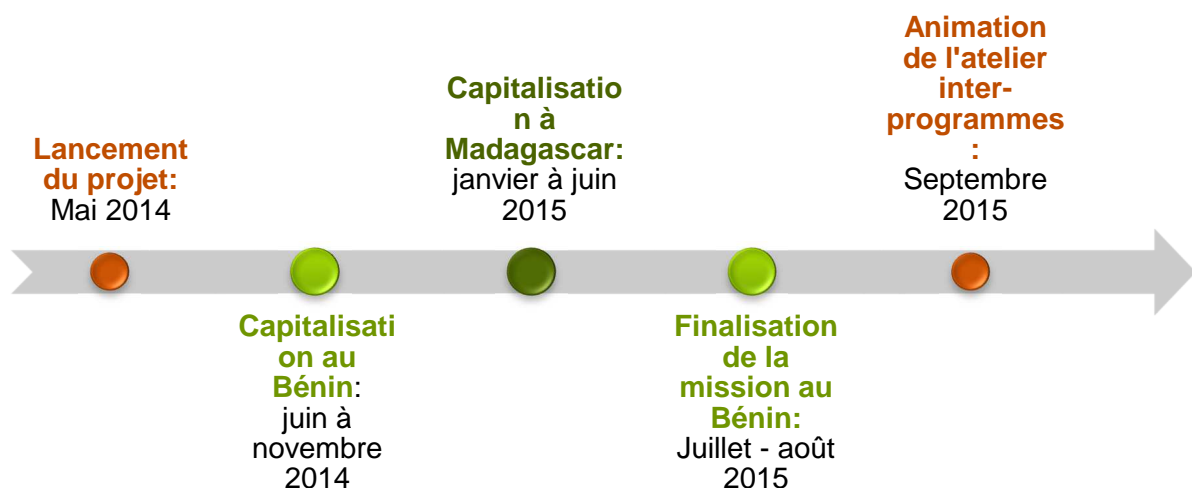 Lancement
du projet:
Mai 2014
Capitalisati
on au
Bénin:
juin à
novembre
2014
Capitalisatio
n à
Madagascar:
janvier à juin
2015
Finalisation
de la
mission au
Bénin:
Juillet - août
2015
Animation
de l'atelier
inter-
programmes
:
Septembre
2015